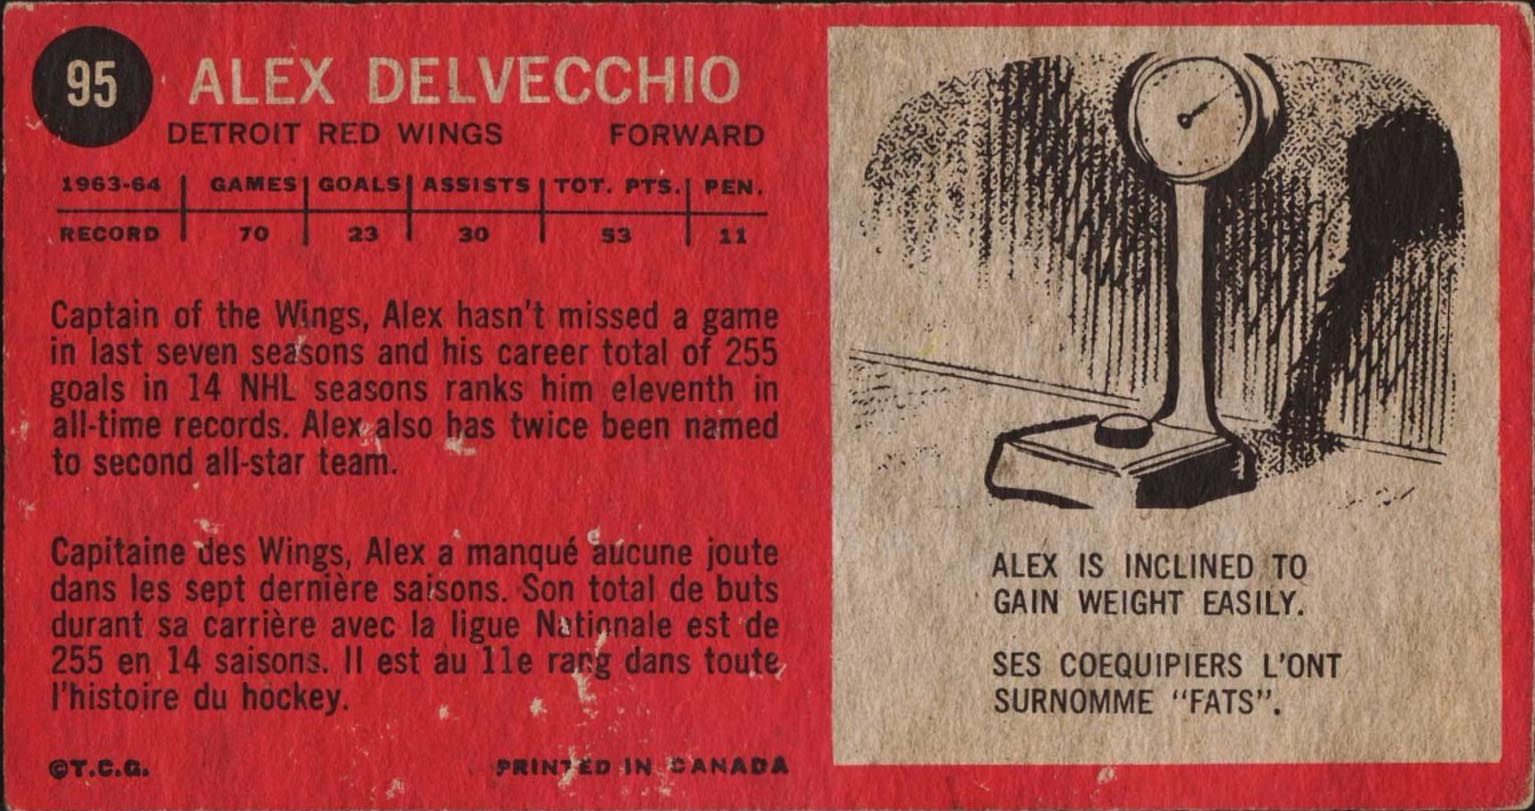 95
ALEX DELVECCHIO
DETROIT RED WINGS FORWARD
1963-64 GAMES GOALS ASSISTS TOT. PTS. PEN.
RECORD 70 23 30 53 11
Captain of the Wings, Alex hasn't missed a game
in last seven seasons and his career total of 255
goals in 14 NHL seasons ranks him eleventh in
all-time records. Alex also has twice been named
to second all-star team.
Capitaine des Wings, Alex a manqué aucune joute
dans les sept dernière saisons. Son total de buts
durant sa carrière avec la ligue Nationale est de
255 en 14 saisons. Il est au 11e rang dans toute
l'histoire du hockey.
©T.C.G. PRINTED IN CANADA
ALEX IS INCLINED TO
GAIN WEIGHT EASILY.
SES COEQUIPIERS L'ONT
SURNOMME "FATS".